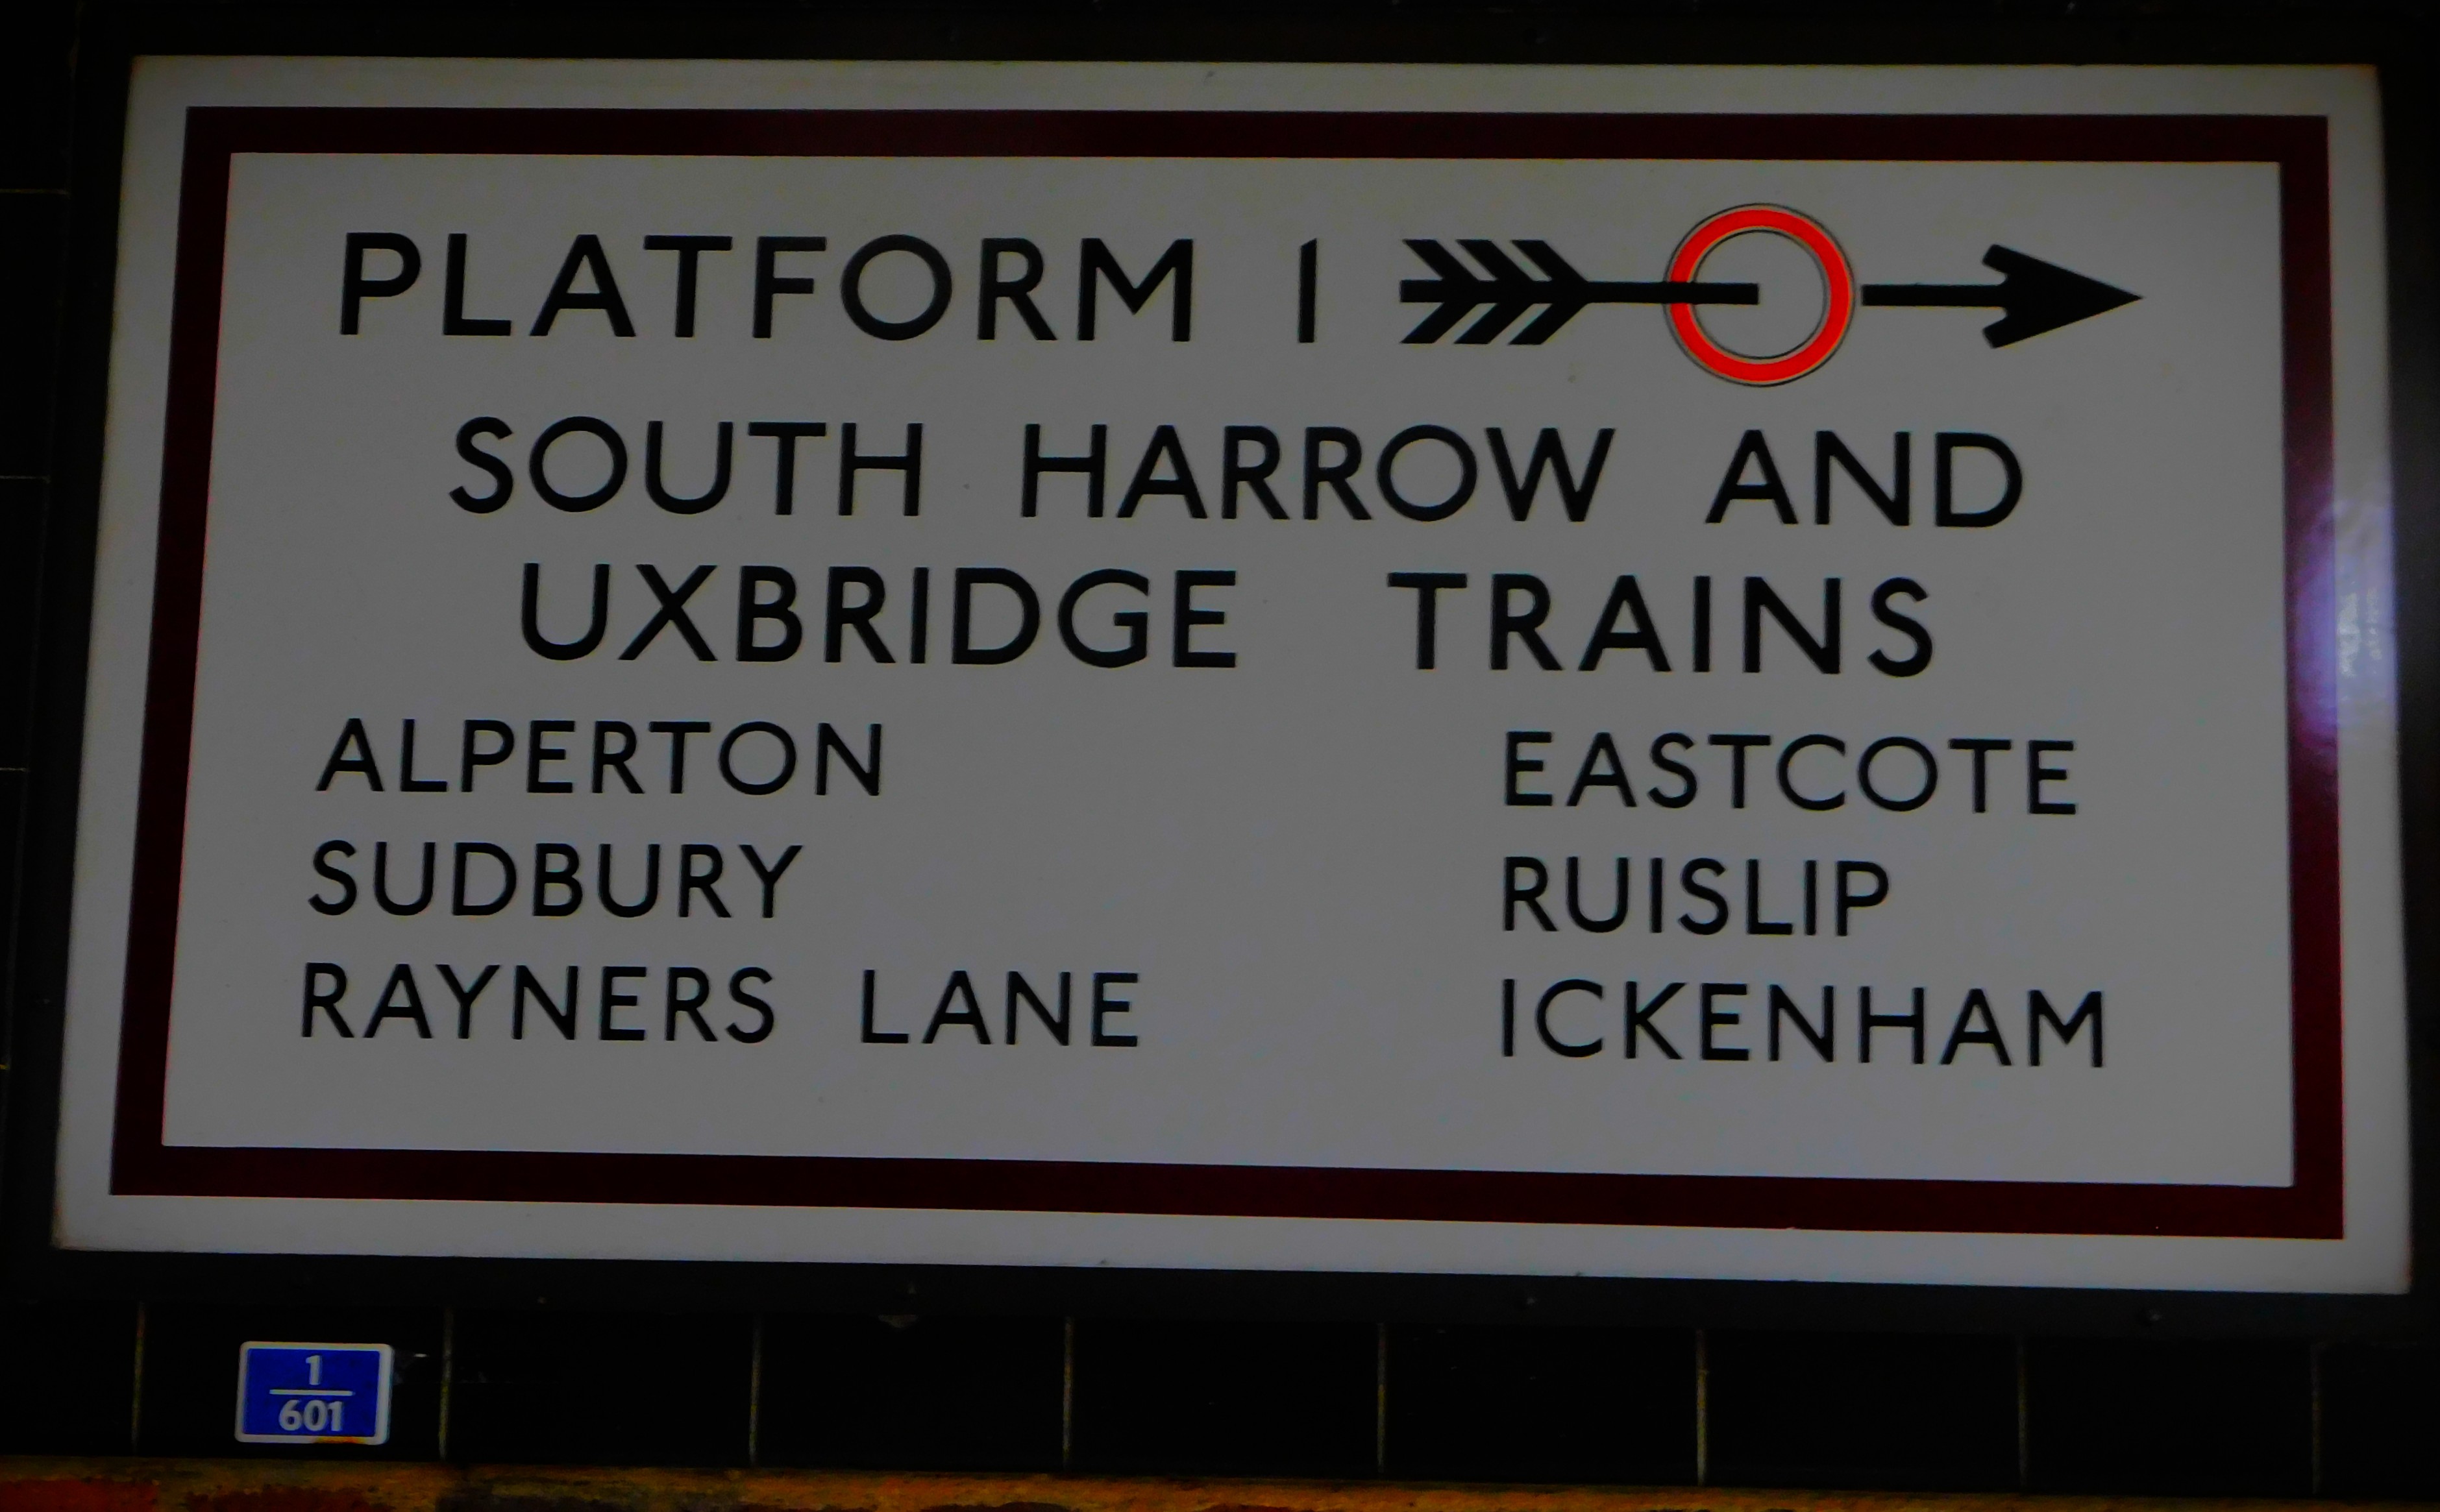 PLATFORM 1
SOUTH HARROW AND
UXBRIDGE TRAINS
ALPERTON
SUDBURY
RAYNERS LANE
EASTCOTE
RUISLIP
ICKENHAM
1
601